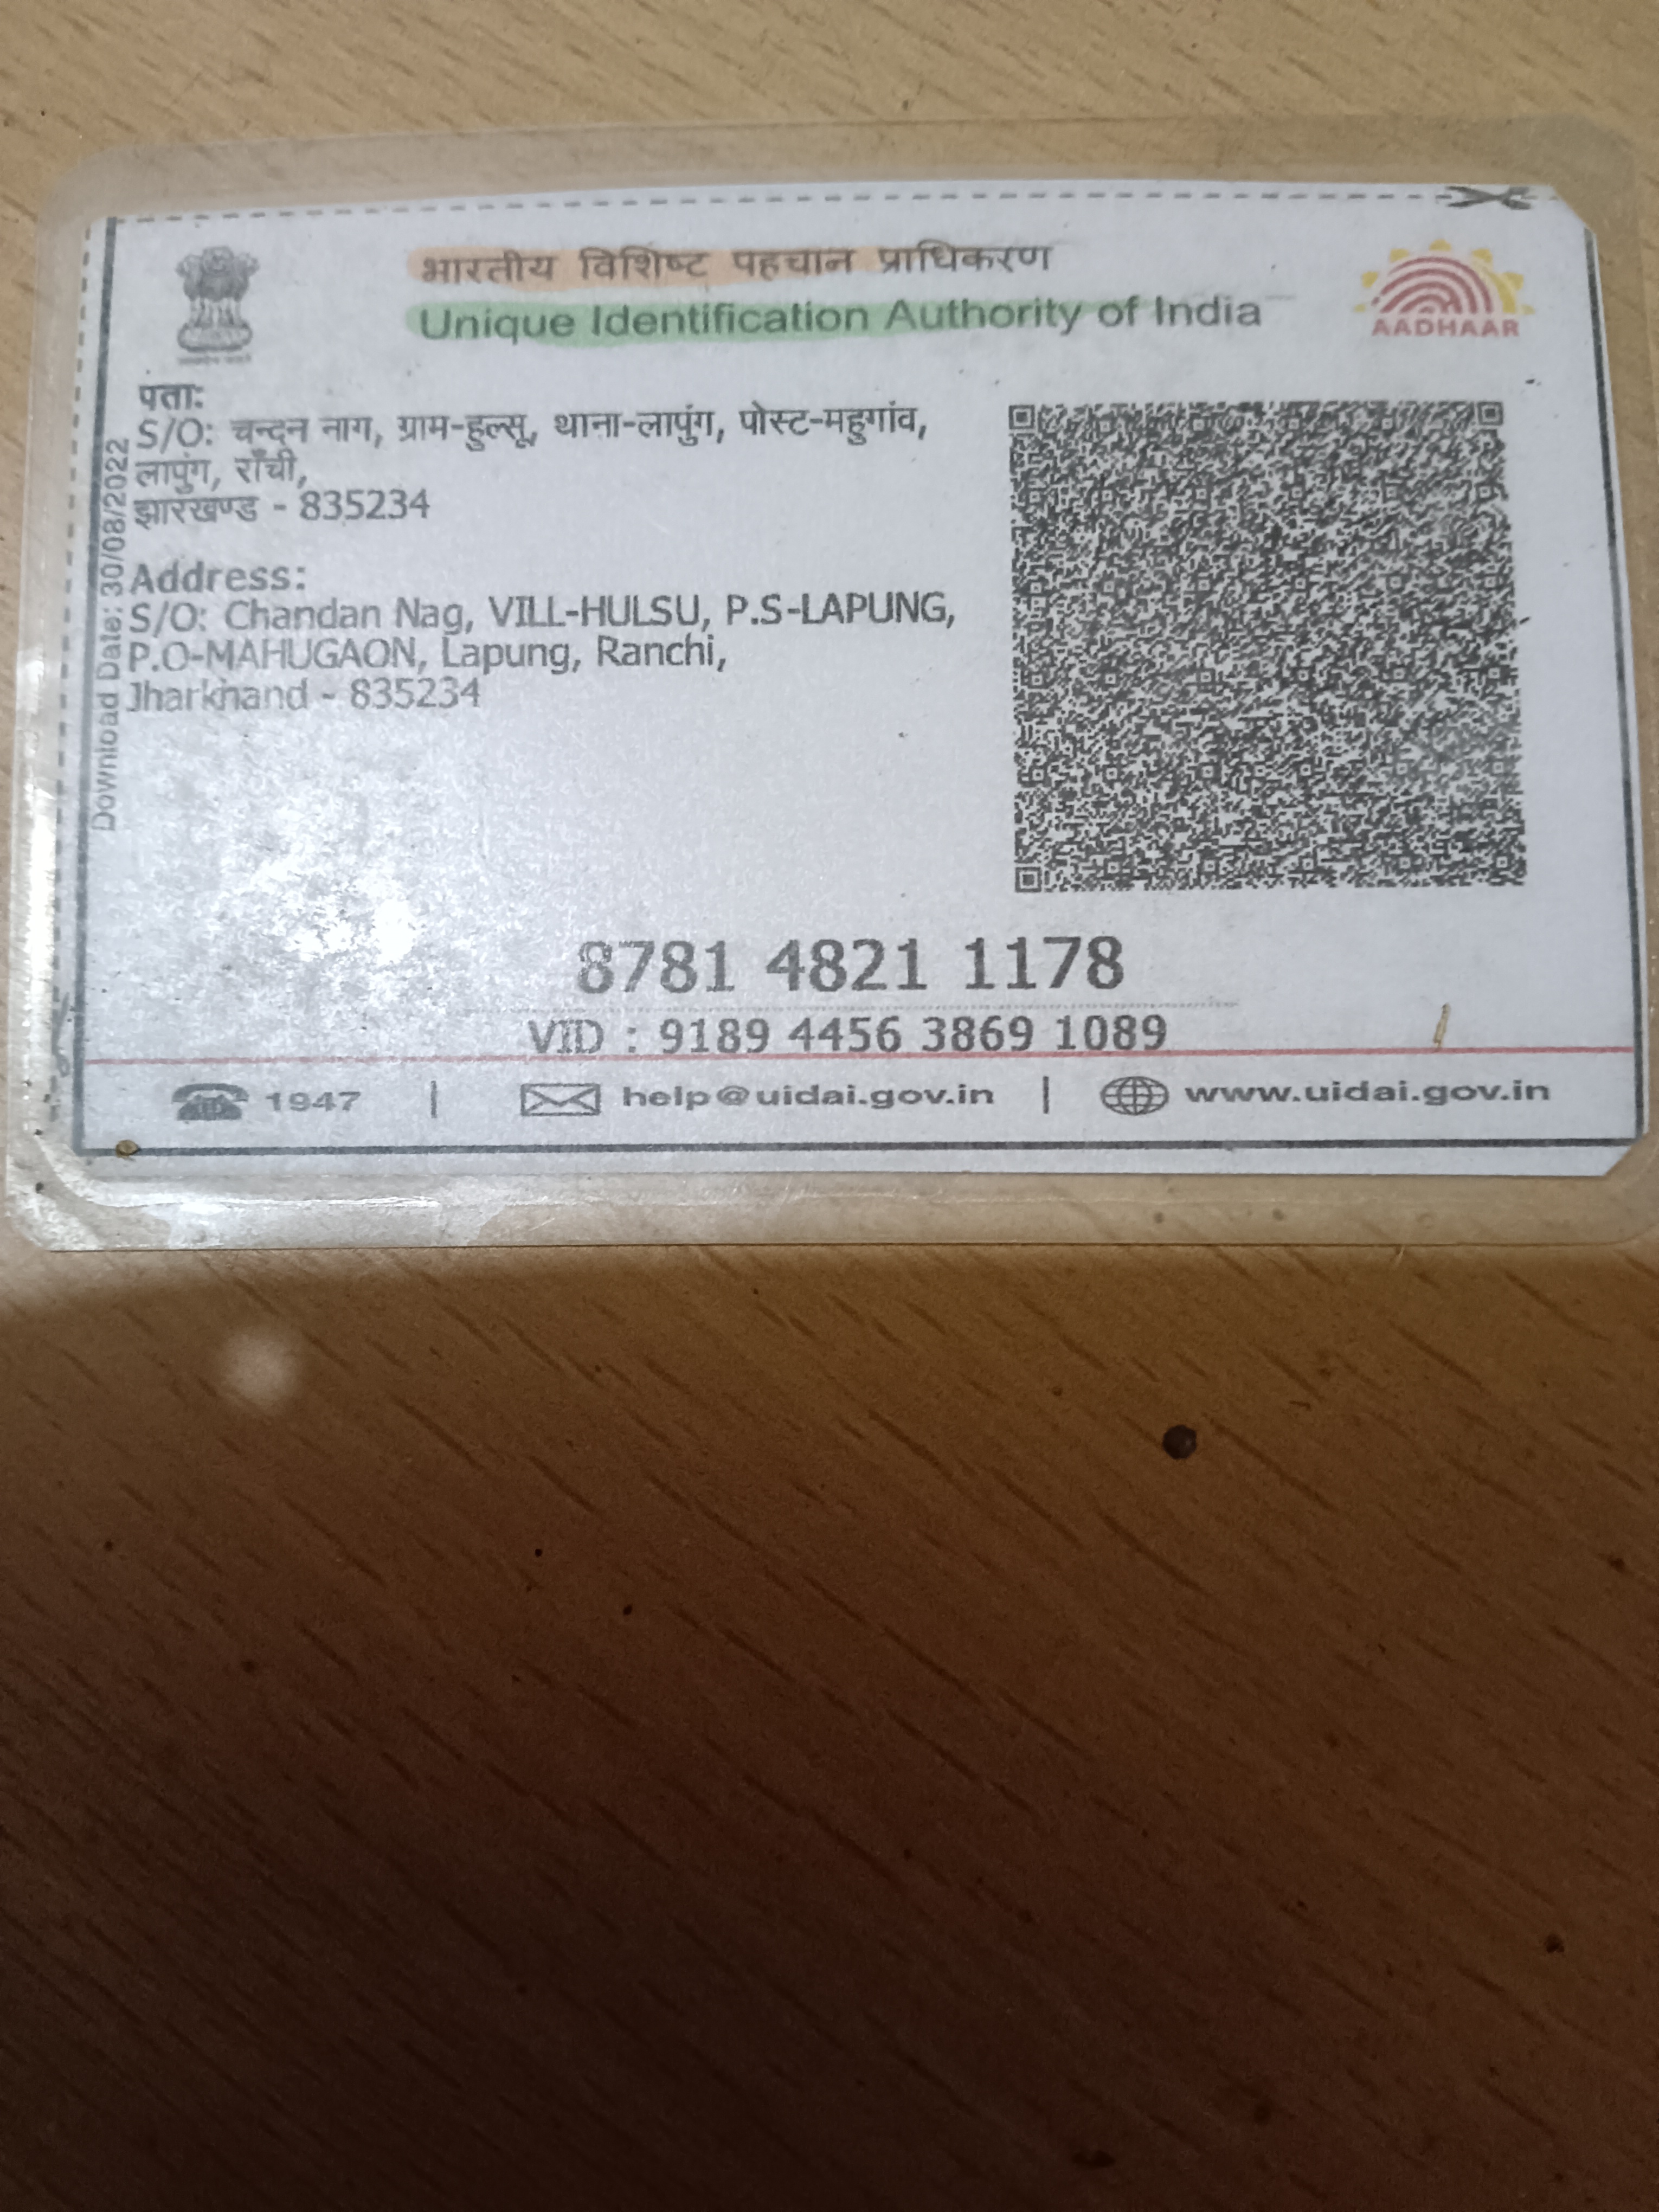 भारतीय विशिष्ट पहचान प्राधिकरण
Unique Identification Authority of India
AADHAAR
पता:
S/O: चन्दन नाग, ग्राम-हुल्सू, थाना-लापुंग, पोस्ट-महुगांव,
लापुंग, राँची,
झारखण्ड - 835234
Address:
S/O: Chandan Nag, VILL-HULSU, P.S-LAPUNG,
P.O-MAHUGAON, Lapung, Ranchi,
Jharkhand - 835234
Download Date: 30/08/2022
8781 4821 1178
VID : 9189 4456 3869 1089
1947 | help@uidai.gov.in | www.uidai.gov.in